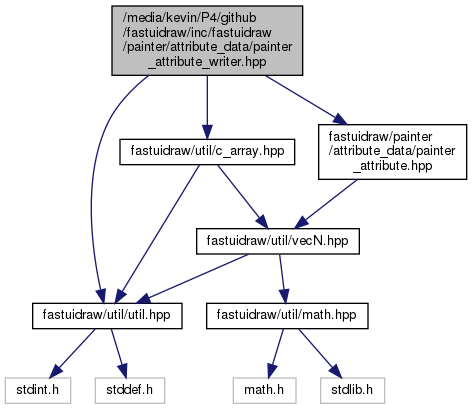 /media/kevin/P4/github
/fastuidraw/inc/fastuidraw
/painter/attribute_data/painter
_attribute_writer.hpp
fastuidraw/util/c_array.hpp
fastuidraw/painter
/attribute_data/painter
_attribute.hpp
fastuidraw/util/vecN.hpp
fastuidraw/util/util.hpp
fastuidraw/util/math.hpp
stdint.h
stddef.h
math.h
stdlib.h